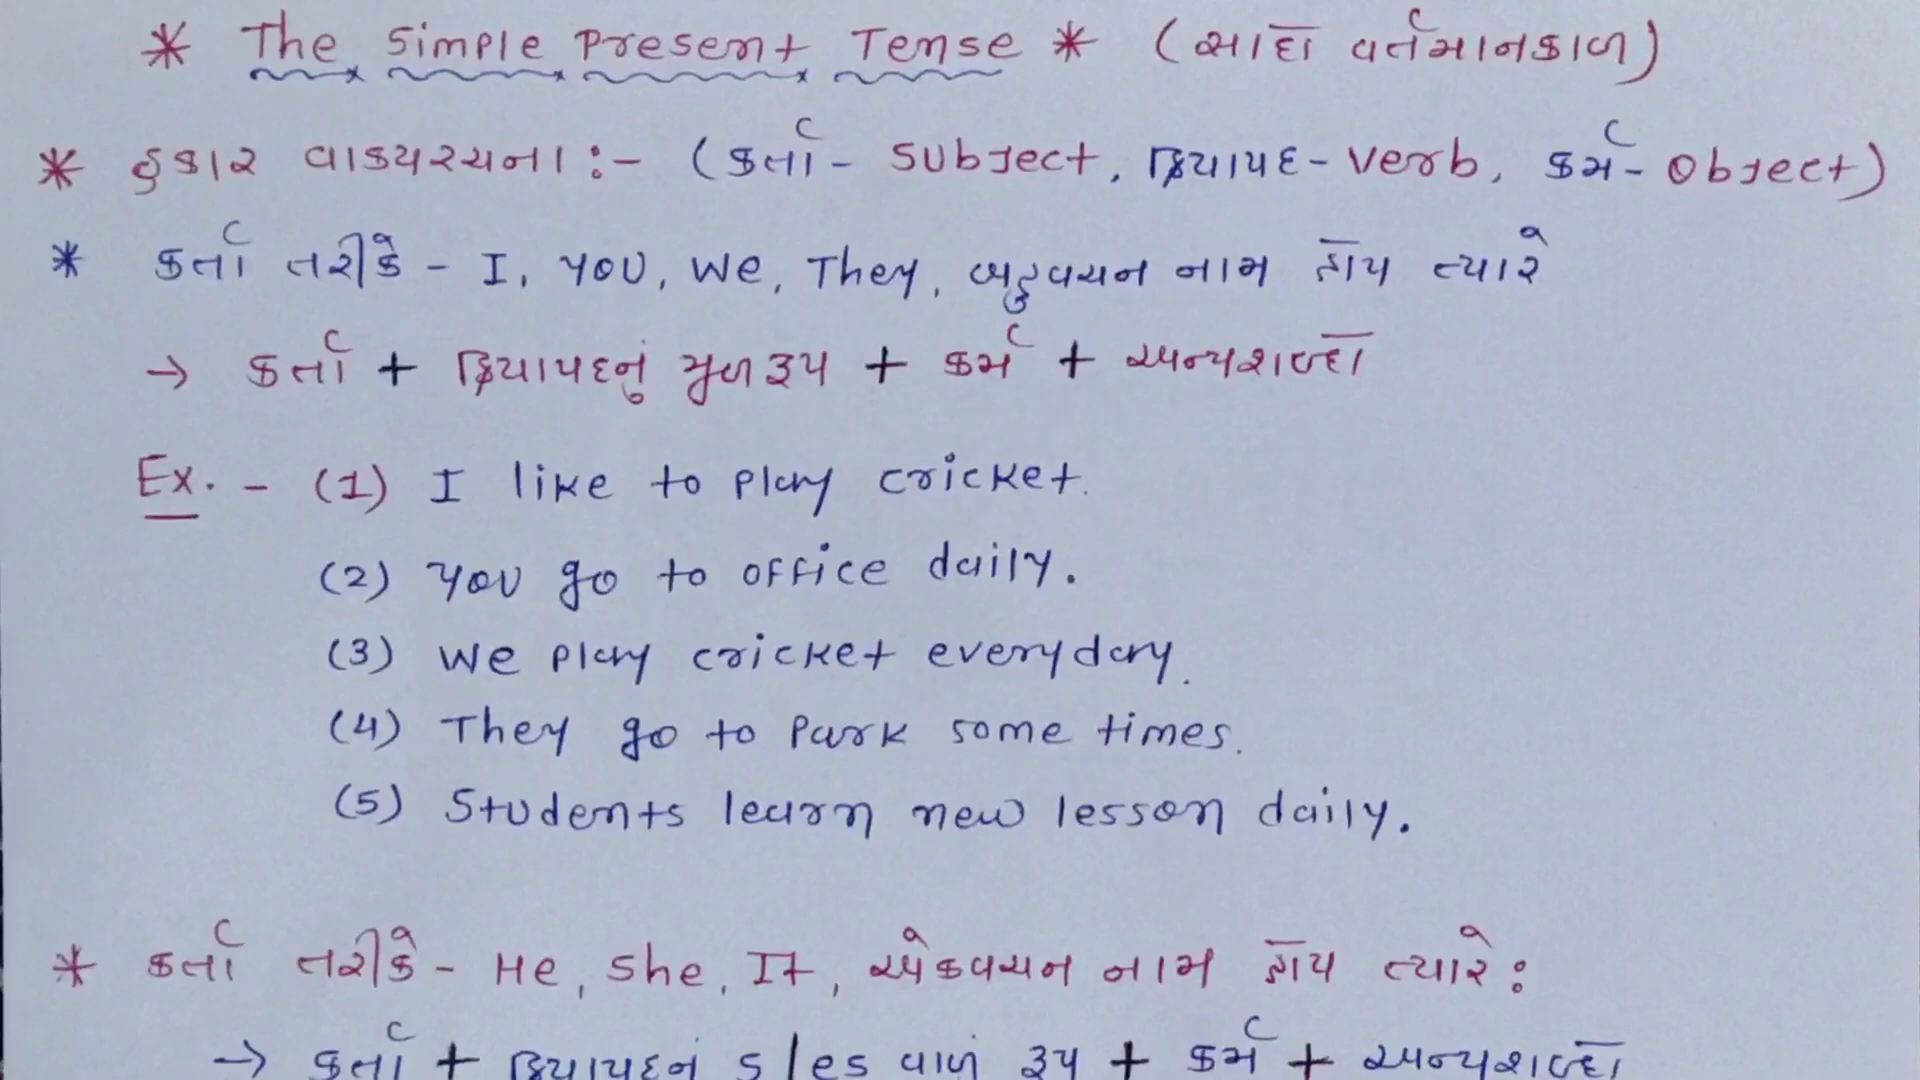 * The Simple Present Tense * (સાદો વર્તમાનકાળ)
* હકાર વાક્યરચના :- (કર્તા - Subject, ક્રિયાપદ - Verb, કર્મ - Object)
* કર્તા તરીકે - I, You, We, They, બહુવચન નામ હોય ત્યારે
→ કર્તા + ક્રિયાપદનું મુળરૂપ + કર્મ + અન્યશબ્દો
Ex. - (1) I like to play cricket.
(2) You go to office daily.
(3) We play cricket everyday.
(4) They go to park some times.
(5) Students learn new lesson daily.
* કર્તા તરીકે - He, She, It, એકવચન નામ હોય ત્યારે :
→ કર્તા + ક્રિયાપદનું s/es વાળું રૂપ + કર્મ + અન્યશબ્દો